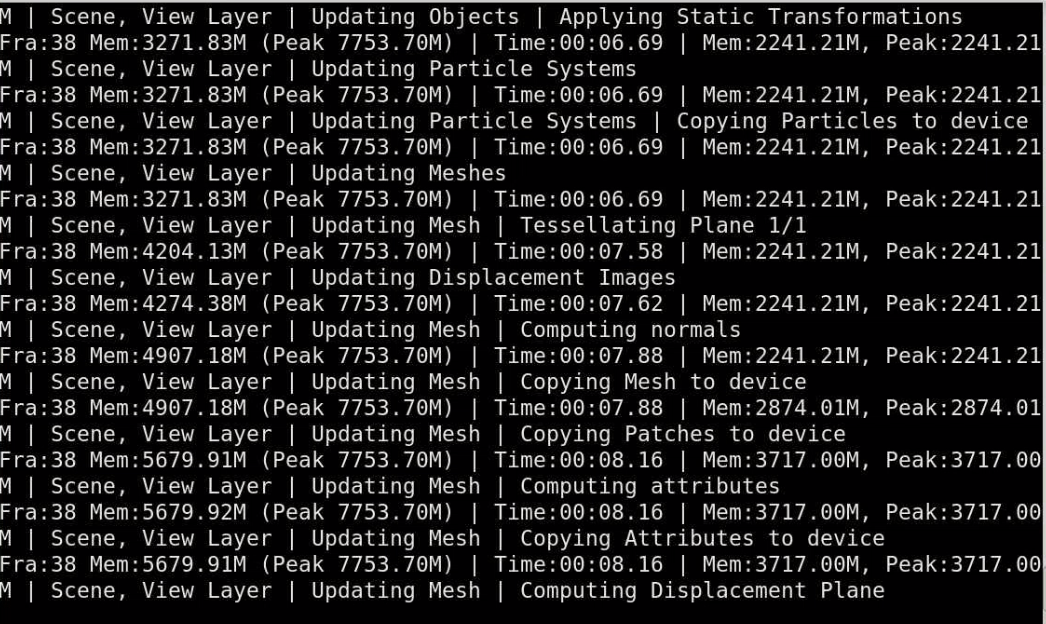 M | Scene, View Layer | Updating Objects | Applying Static Transformations
Fra:38 Mem:3271.83M (Peak 7753.70M) | Time:00:06.69 | Mem:2241.21M, Peak:2241.21
M | Scene, View Layer | Updating Particle Systems
Fra:38 Mem:3271.83M (Peak 7753.70M) | Time:00:06.69 | Mem:2241.21M, Peak:2241.21
M | Scene, View Layer | Updating Particle Systems | Copying Particles to device
Fra:38 Mem:3271.83M (Peak 7753.70M) | Time:00:06.69 | Mem:2241.21M, Peak:2241.21
M | Scene, View Layer | Updating Meshes
Fra:38 Mem:3271.83M (Peak 7753.70M) | Time:00:06.69 | Mem:2241.21M, Peak:2241.21
M | Scene, View Layer | Updating Mesh | Tessellating Plane 1/1
Fra:38 Mem:4204.13M (Peak 7753.70M) | Time:00:07.58 | Mem:2241.21M, Peak:2241.21
M | Scene, View Layer | Updating Displacement Images
Fra:38 Mem:4274.38M (Peak 7753.70M) | Time:00:07.62 | Mem:2241.21M, Peak:2241.21
M | Scene, View Layer | Updating Mesh | Computing normals
Fra:38 Mem:4907.18M (Peak 7753.70M) | Time:00:07.88 | Mem:2241.21M, Peak:2241.21
M | Scene, View Layer | Updating Mesh | Copying Mesh to device
Fra:38 Mem:4907.18M (Peak 7753.70M) | Time:00:07.88 | Mem:2874.01M, Peak:2874.01
M | Scene, View Layer | Updating Mesh | Copying Patches to device
Fra:38 Mem:5679.91M (Peak 7753.70M) | Time:00:08.16 | Mem:3717.00M, Peak:3717.00
M | Scene, View Layer | Updating Mesh | Computing attributes
Fra:38 Mem:5679.92M (Peak 7753.70M) | Time:00:08.16 | Mem:3717.00M, Peak:3717.00
M | Scene, View Layer | Updating Mesh | Copying Attributes to device
Fra:38 Mem:5679.91M (Peak 7753.70M) | Time:00:08.16 | Mem:3717.00M, Peak:3717.00
M | Scene, View Layer | Updating Mesh | Computing Displacement Plane